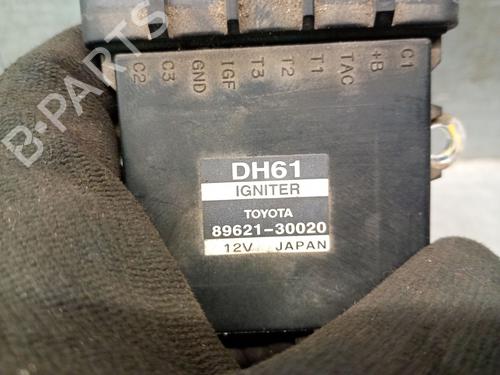 C2 C3 GND IGF T3 T2 T1 TAC +B C1
DH61
IGNITER
TOYOTA
89621-30020
12V JAPAN
B-PARTS